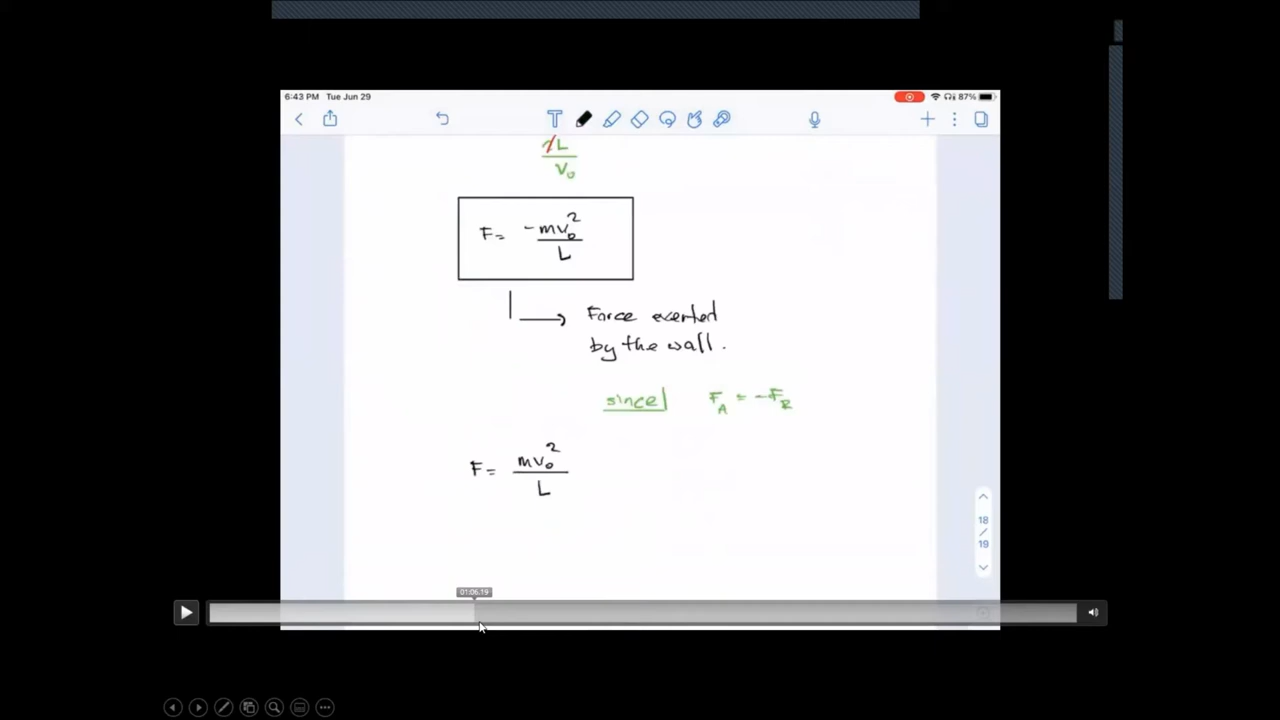 6:43 PM Tue Jun 29
87%
T
2L
v₀
F = -mv₀²
L
Force exerted
by the wall.
since F_A = -F_R
F = mv₀²
L
18
/
19
01:06.19